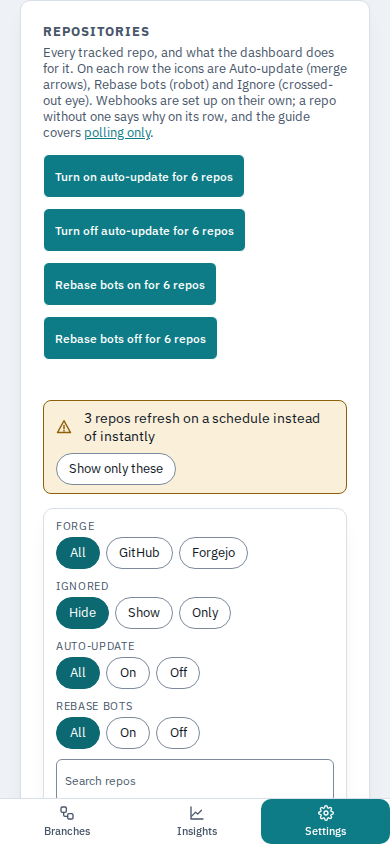 REPOSITORIES
Every tracked repo, and what the dashboard does
for it. On each row the icons are Auto-update (merge
arrows), Rebase bots (robot) and Ignore (crossed-
out eye). Webhooks are set up on their own; a repo
without one says why on its row, and the guide
covers polling only.
Turn on auto-update for 6 repos
Turn off auto-update for 6 repos
Rebase bots on for 6 repos
Rebase bots off for 6 repos
3 repos refresh on a schedule instead
of instantly
Show only these
FORGE
All GitHub Forgejo
IGNORED
Hide Show Only
AUTO-UPDATE
All On Off
REBASE BOTS
All On Off
Search repos
Branches Insights Settings